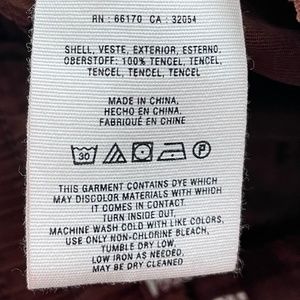 RN : 66170 CA : 32054
SHELL, VESTE, EXTERIOR, ESTERNO,
OBERSTOFF: 100% TENCEL, TENCEL,
TENCEL, TENCEL, TENCEL
MADE IN CHINA,
HECHO EN CHINA,
FABRIQUÉ EN CHINE
30 P
THIS GARMENT CONTAINS DYE WHICH
MAY DISCOLOR MATERIALS WITH WHICH
IT COMES IN CONTACT.
TURN INSIDE OUT.
MACHINE WASH COLD WITH LIKE COLORS,
USE ONLY NON-CHLORINE BLEACH,
TUMBLE DRY LOW,
LOW IRON AS NEEDED,
MAY BE DRY CLEANED